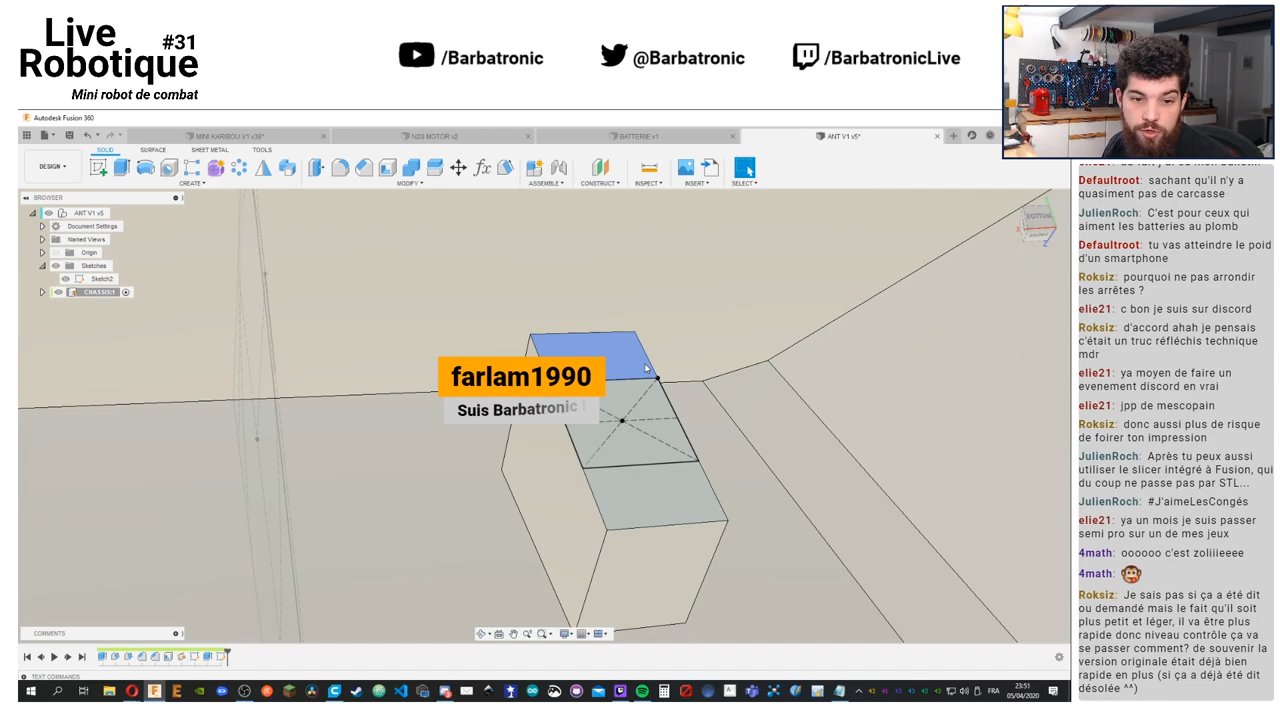 Live
Robotique
#31
Mini robot de combat
/Barbatronic
@Barbatronic
/BarbatronicLive
Autodesk Fusion 360
MINI KARIBOU V1 v38*
N20 MOTOR v2
BATTERIE v1
ANT V1 v5*
SOLID
SURFACE
SHEET METAL
TOOLS
DESIGN
CREATE
MODIFY
ASSEMBLE
CONSTRUCT
INSPECT
INSERT
SELECT
BROWSER
ANT V1 v5
Document Settings
Named Views
Origin
Sketches
Sketch2
CHASSIS:1
BOTTOM
X
Z
farlam1990
Suis Barbatronic !
COMMENTS
TEXT COMMANDS
FRA
23:51
05/04/2020
Defaultroot: sachant qu'il n'y a
quasiment pas de carcasse
JulienRoch: C'est pour ceux qui
aiment les batteries au plomb
Defaultroot: tu vas atteindre le poid
d'un smartphone
Roksiz: pourquoi ne pas arrondir
les arrêtes ?
elie21: c bon je suis sur discord
Roksiz: d'accord ahah je pensais
c'était un truc réfléchis technique
mdr
elie21: ya moyen de faire un
evenement discord en vrai
elie21: jpp de mescopain
Roksiz: donc aussi plus de risque
de foirer ton impression
JulienRoch: Après tu peux aussi
utiliser le slicer intégré à Fusion, qui
du coup ne passe pas par STL...
JulienRoch: #J'aimeLesCongés
elie21: ya un mois je suis passer
semi pro sur un de mes jeux
4math: oooooo c'est zoliiieeee
4math:
Roksiz: Je sais pas si ça a été dit
ou demandé mais le fait qu'il soit
plus petit et léger, il va être plus
rapide donc niveau contrôle ça va
se passer comment? de souvenir la
version originale était déjà bien
rapide en plus (si ça a déjà été dit
désolée ^^)